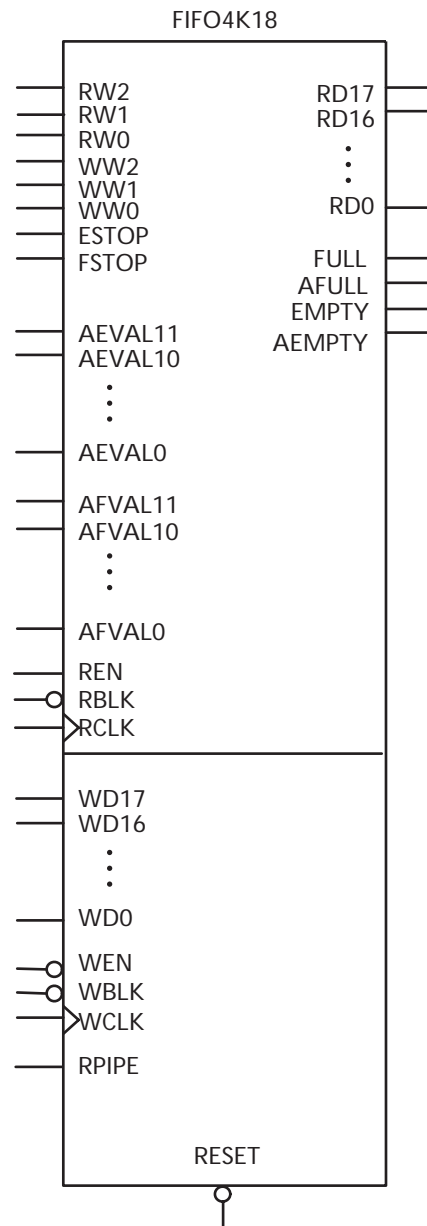 FIFO4K18
RW2
RW1
RW0
WW2
WW1
WW0
ESTOP
FSTOP
AEVAL11
AEVAL10
AEVAL0
AFVAL11
AFVAL10
AFVAL0
REN
RBLK
RCLK
WD17
WD16
WD0
WEN
WBLK
WCLK
RPIPE
RD17
RD16
RD0
FULL
AFULL
EMPTY
AEMPTY
RESET